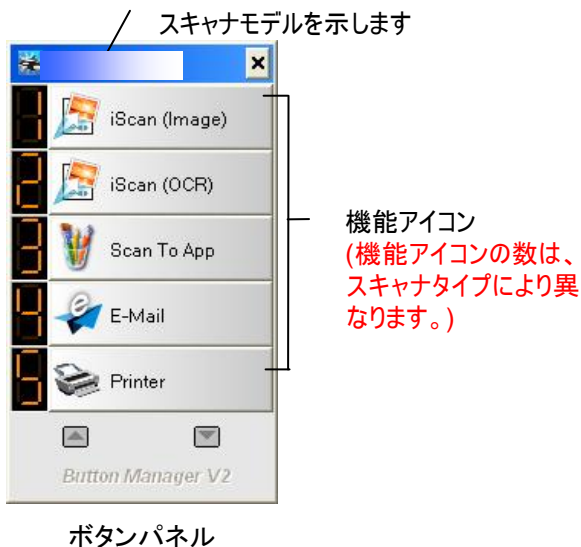 スキャナモデルを示します
1 iScan (Image)
2 iScan (OCR)
3 Scan To App
4 E-Mail
5 Printer
機能アイコン
(機能アイコンの数は、
スキャナタイプにより異
なります。)
Button Manager V2
ボタンパネル